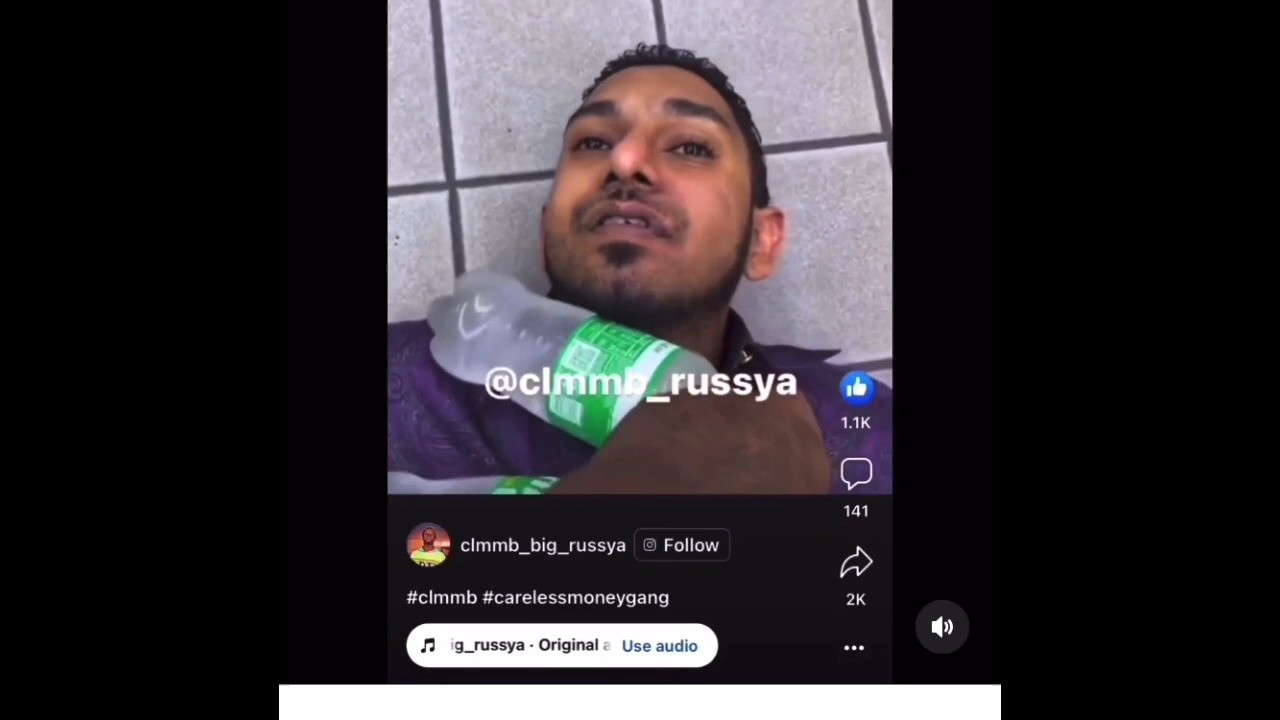 @clmmb_russya
1.1K
141
clmmb_big_russya
Follow
#clmmb #carelessmoneygang
2K
ig_russya · Original a
Use audio